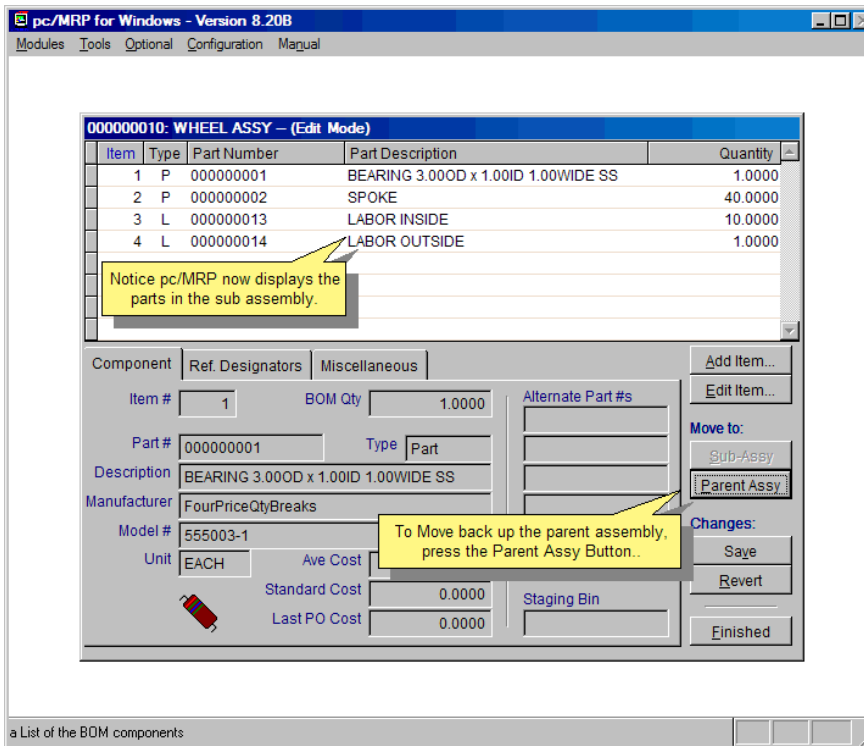 pc/MRP for Windows - Version 8.20B
Modules Tools Optional Configuration Manual
000000010: WHEEL ASSY -- (Edit Mode)
Item Type Part Number Part Description Quantity
1 P 000000001 BEARING 3.00OD x 1.00ID 1.00WIDE SS 1.0000
2 P 000000002 SPOKE 40.0000
3 L 000000013 LABOR INSIDE 10.0000
4 L 000000014 LABOR OUTSIDE 1.0000
Notice pc/MRP now displays the
parts in the sub assembly.
Component Ref. Designators Miscellaneous
Item # 1 BOM Qty 1.0000
Part # 000000001 Type Part
Description BEARING 3.00OD x 1.00ID 1.00WIDE SS
Manufacturer FourPriceQtyBreaks
Model # 555003-1
Unit EACH Ave Cost
Standard Cost 0.0000
Last PO Cost 0.0000
Alternate Part #s
Staging Bin
To Move back up the parent assembly,
press the Parent Assy Button..
Add Item...
Edit Item...
Move to:
Sub-Assy
Parent Assy
Changes:
Save
Revert
Finished
a List of the BOM components